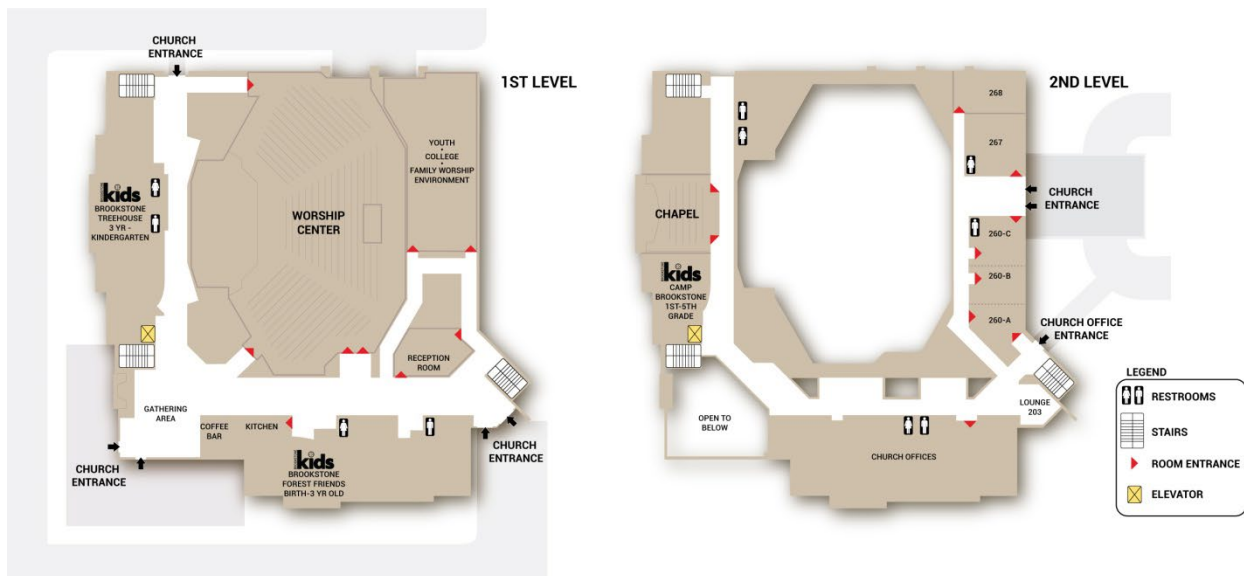 CHURCH
ENTRANCE
1ST LEVEL
YOUTH
•
COLLEGE
•
FAMILY WORSHIP
ENVIRONMENT
kids
BROOKSTONE
TREEHOUSE
3 YR -
KINDERGARTEN
WORSHIP
CENTER
RECEPTION
ROOM
GATHERING
AREA
COFFEE
BAR
KITCHEN
CHURCH
ENTRANCE
kids
BROOKSTONE
FOREST FRIENDS
BIRTH-3 YR OLD
CHURCH
ENTRANCE
2ND LEVEL
268
267
CHURCH
ENTRANCE
CHAPEL
260-C
kids
CAMP
BROOKSTONE
1ST-5TH
GRADE
260-B
260-A
CHURCH OFFICE
ENTRANCE
OPEN TO
BELOW
LOUNGE
203
CHURCH OFFICES
LEGEND
RESTROOMS
STAIRS
ROOM ENTRANCE
ELEVATOR